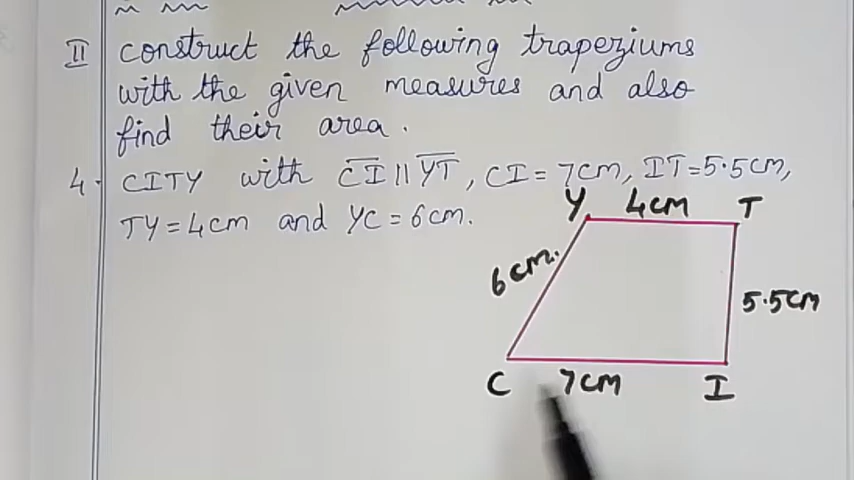 II construct the following trapeziums
with the given measures and also
find their area.
4. CITY with CI || YT, CI = 7cm, IT = 5.5cm,
TY = 4cm and YC = 6cm.
Y 4cm T
6cm.
5.5cm
C 7cm I